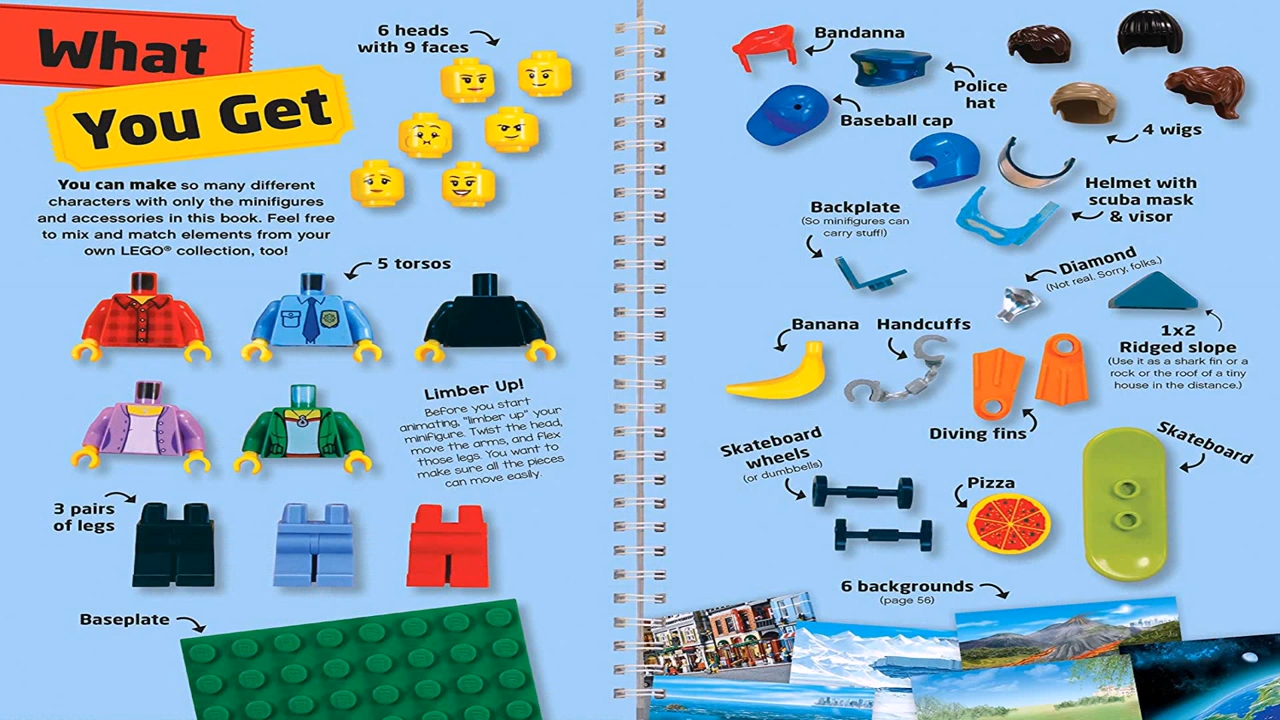 What
You Get
You can make so many different
characters with only the minifigures
and accessories in this book. Feel free
to mix and match elements from your
own LEGO® collection, too!
6 heads
with 9 faces
5 torsos
Limber Up!
Before you start
animating, "limber up" your
minifigure. Twist the head,
move the arms, and flex
those legs. You want to
make sure all the pieces
can move easily.
3 pairs
of legs
Baseplate
Bandanna
Police
hat
Baseball cap
4 wigs
Helmet with
scuba mask
& visor
Backplate
(So minifigures can
carry stuff!)
Diamond
(Not real. Sorry, folks.)
1x2
Ridged slope
(Use it as a shark fin or a
rock or the roof of a tiny
house in the distance.)
Banana
Handcuffs
Diving fins
Skateboard
wheels
(or dumbbells)
Pizza
Skateboard
6 backgrounds
(page 56)